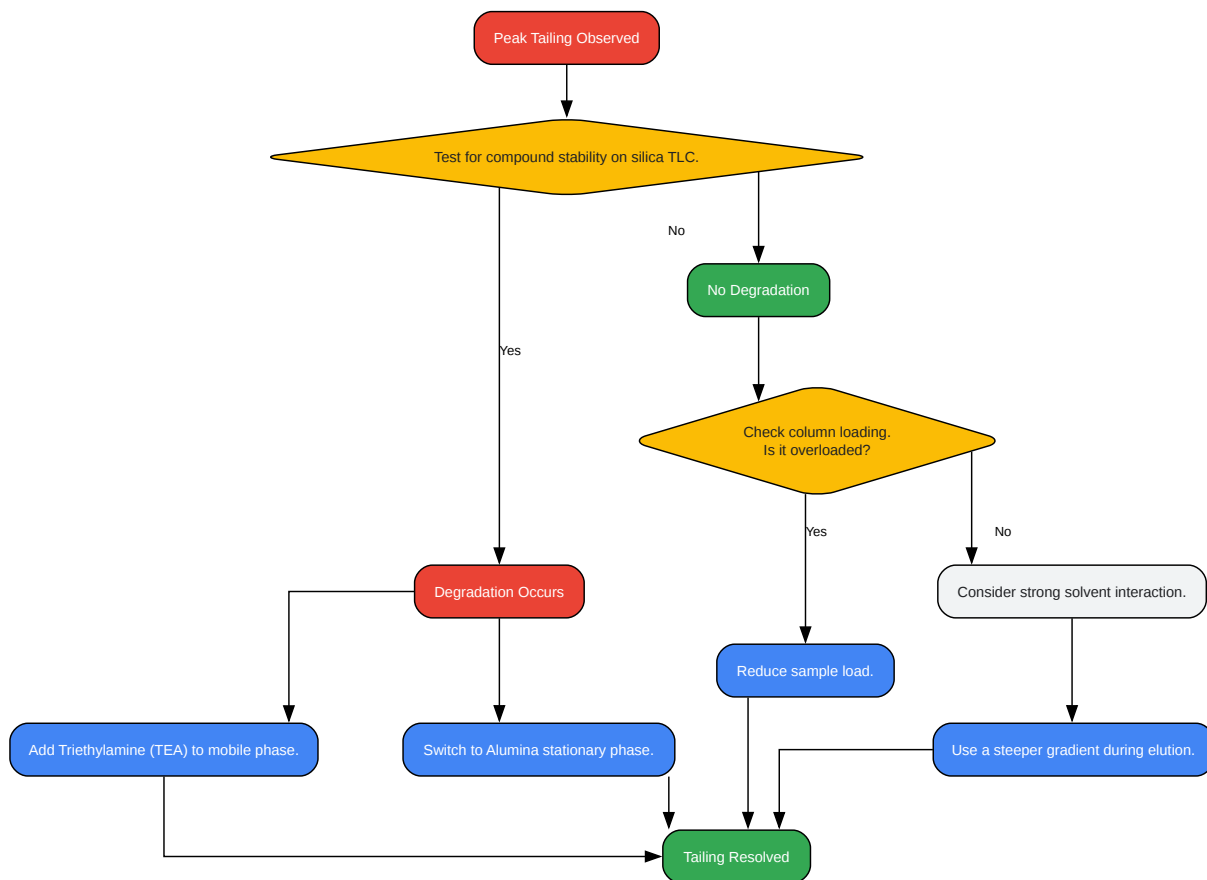 Peak Tailing Observed
Test for compound stability on silica TLC.
No
No Degradation
Yes
Check column loading.
Is it overloaded?
Yes
No
Degradation Occurs
Consider strong solvent interaction.
Reduce sample load.
Add Triethylamine (TEA) to mobile phase.
Switch to Alumina stationary phase.
Use a steeper gradient during elution.
Tailing Resolved